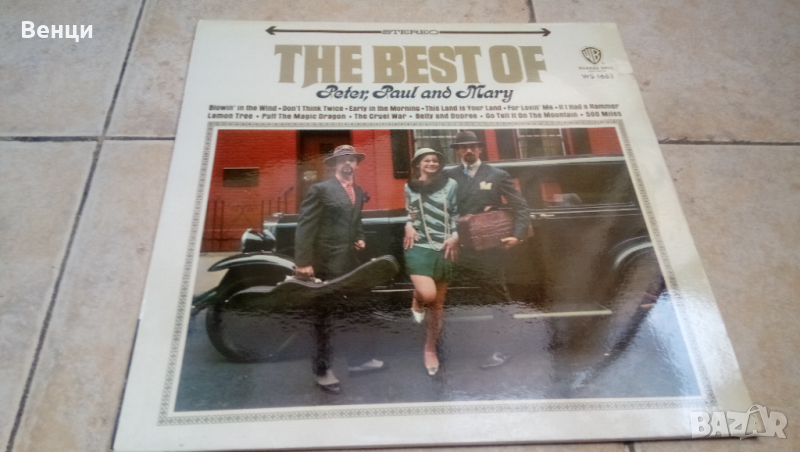 Венци
STEREO
THE BEST OF
Peter, Paul and Mary
WB
WS 1683
Blowin' in the Wind • Don't Think Twice • Early in the Morning • This Land is Your Land • For Lovin' Me • If I Had a Hammer
Lemon Tree • Puff The Magic Dragon • The Cruel War • Betty and Dupree • Go Tell It On The Mountain • 500 Miles
BAZAR